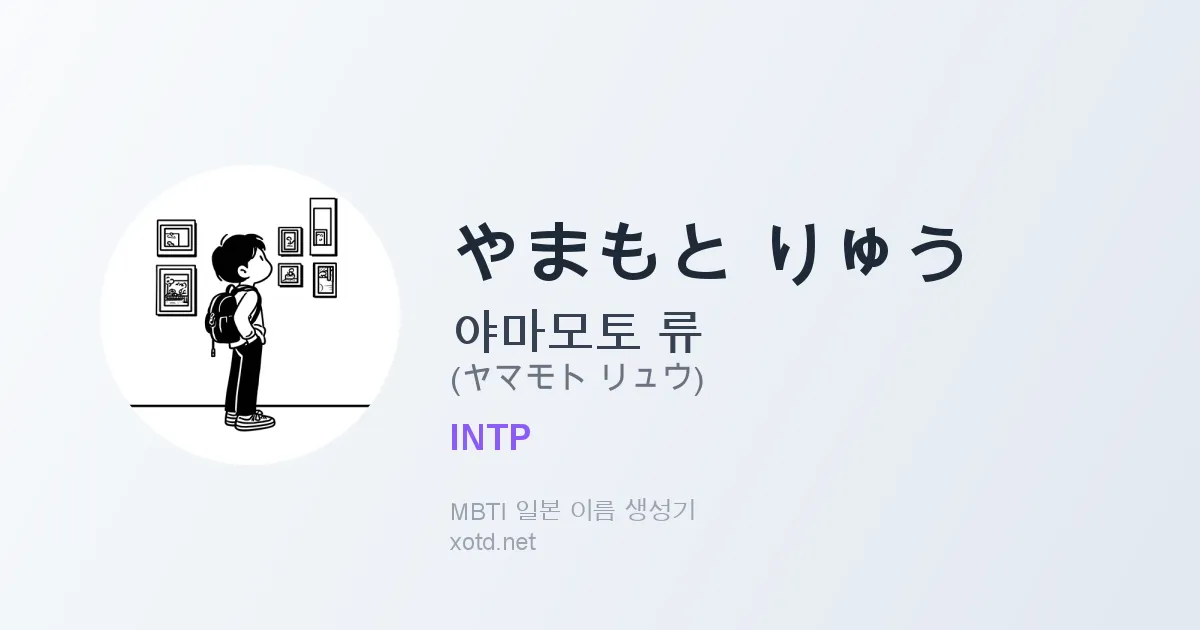 やまもと りゅう
야마모토 류
(ヤマモト リュウ)
INTP
MBTI 일본 이름 생성기
xotd.net